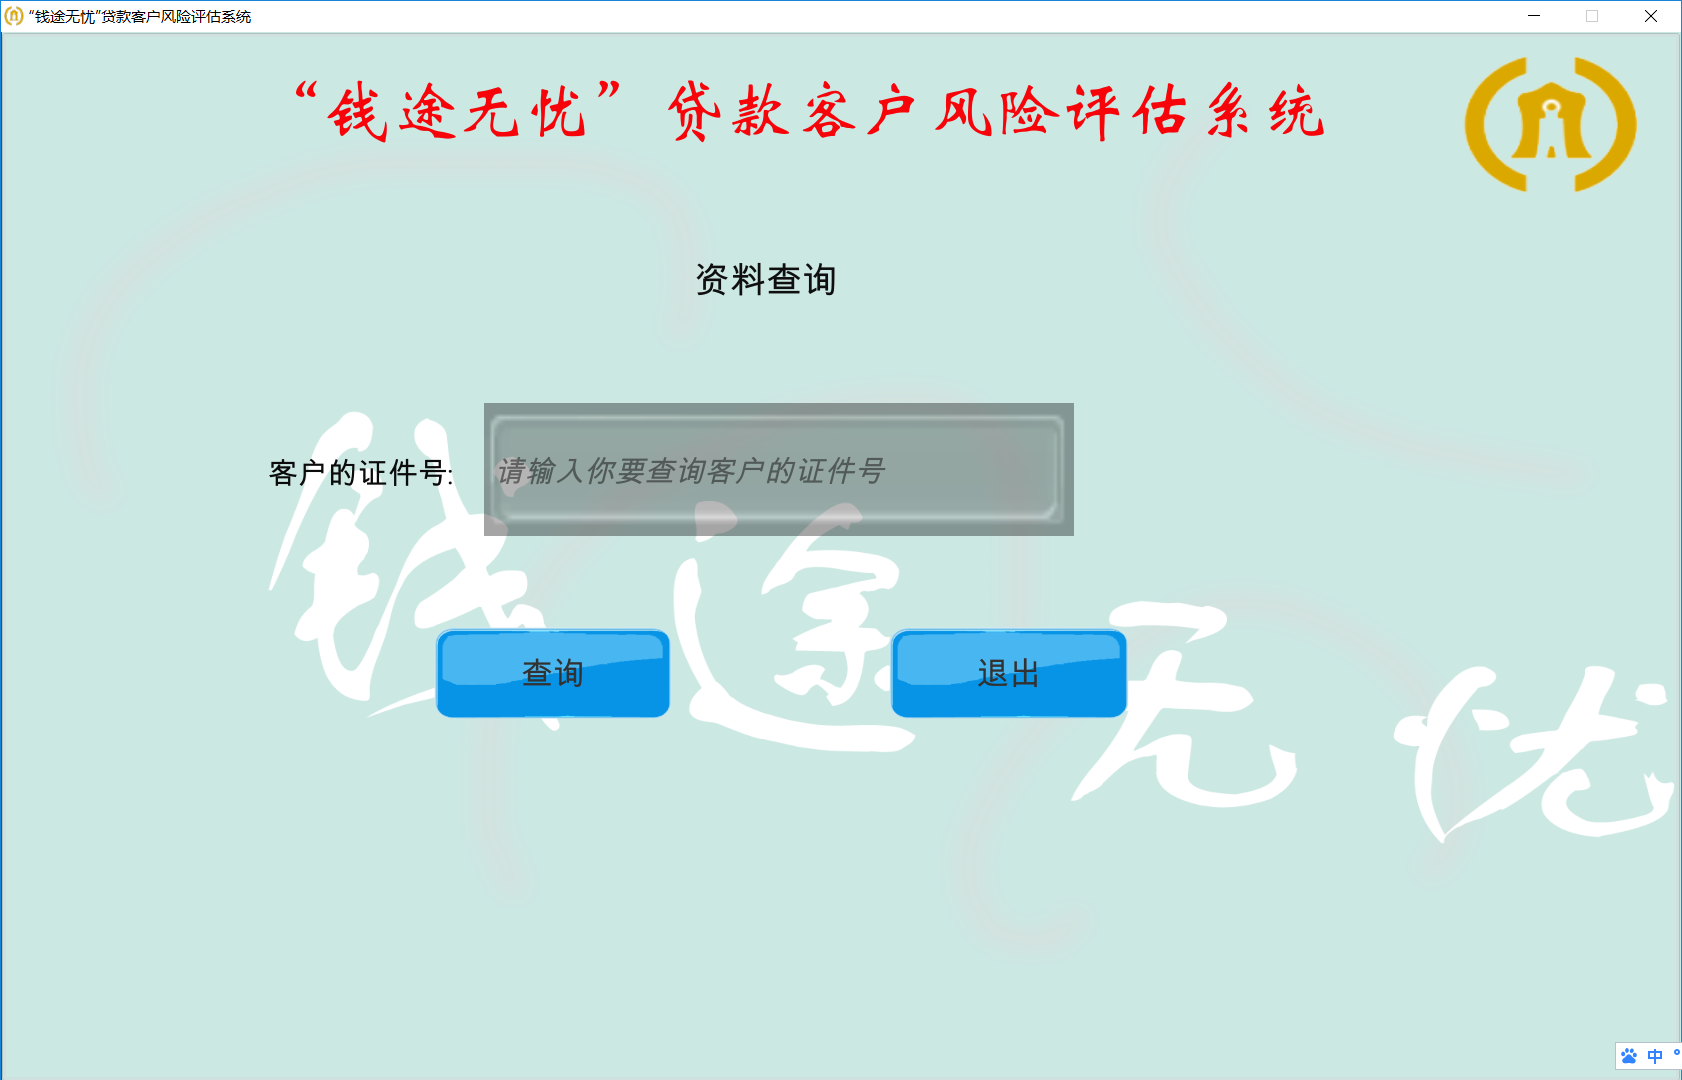 “钱途无忧”贷款客户风险评估系统
“钱途无忧”贷款客户风险评估系统
资料查询
客户的证件号:
请输入你要查询客户的证件号
钱途无忧
查询
退出
中